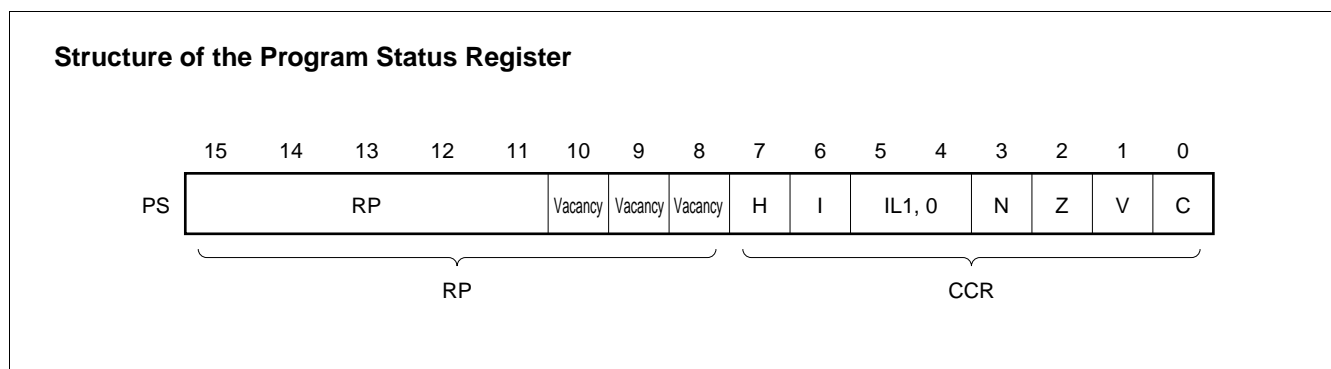 Structure of the Program Status Register
15 14 13 12 11 10 9 8 7 6 5 4 3 2 1 0
PS RP Vacancy Vacancy Vacancy H I IL1, 0 N Z V C
RP CCR